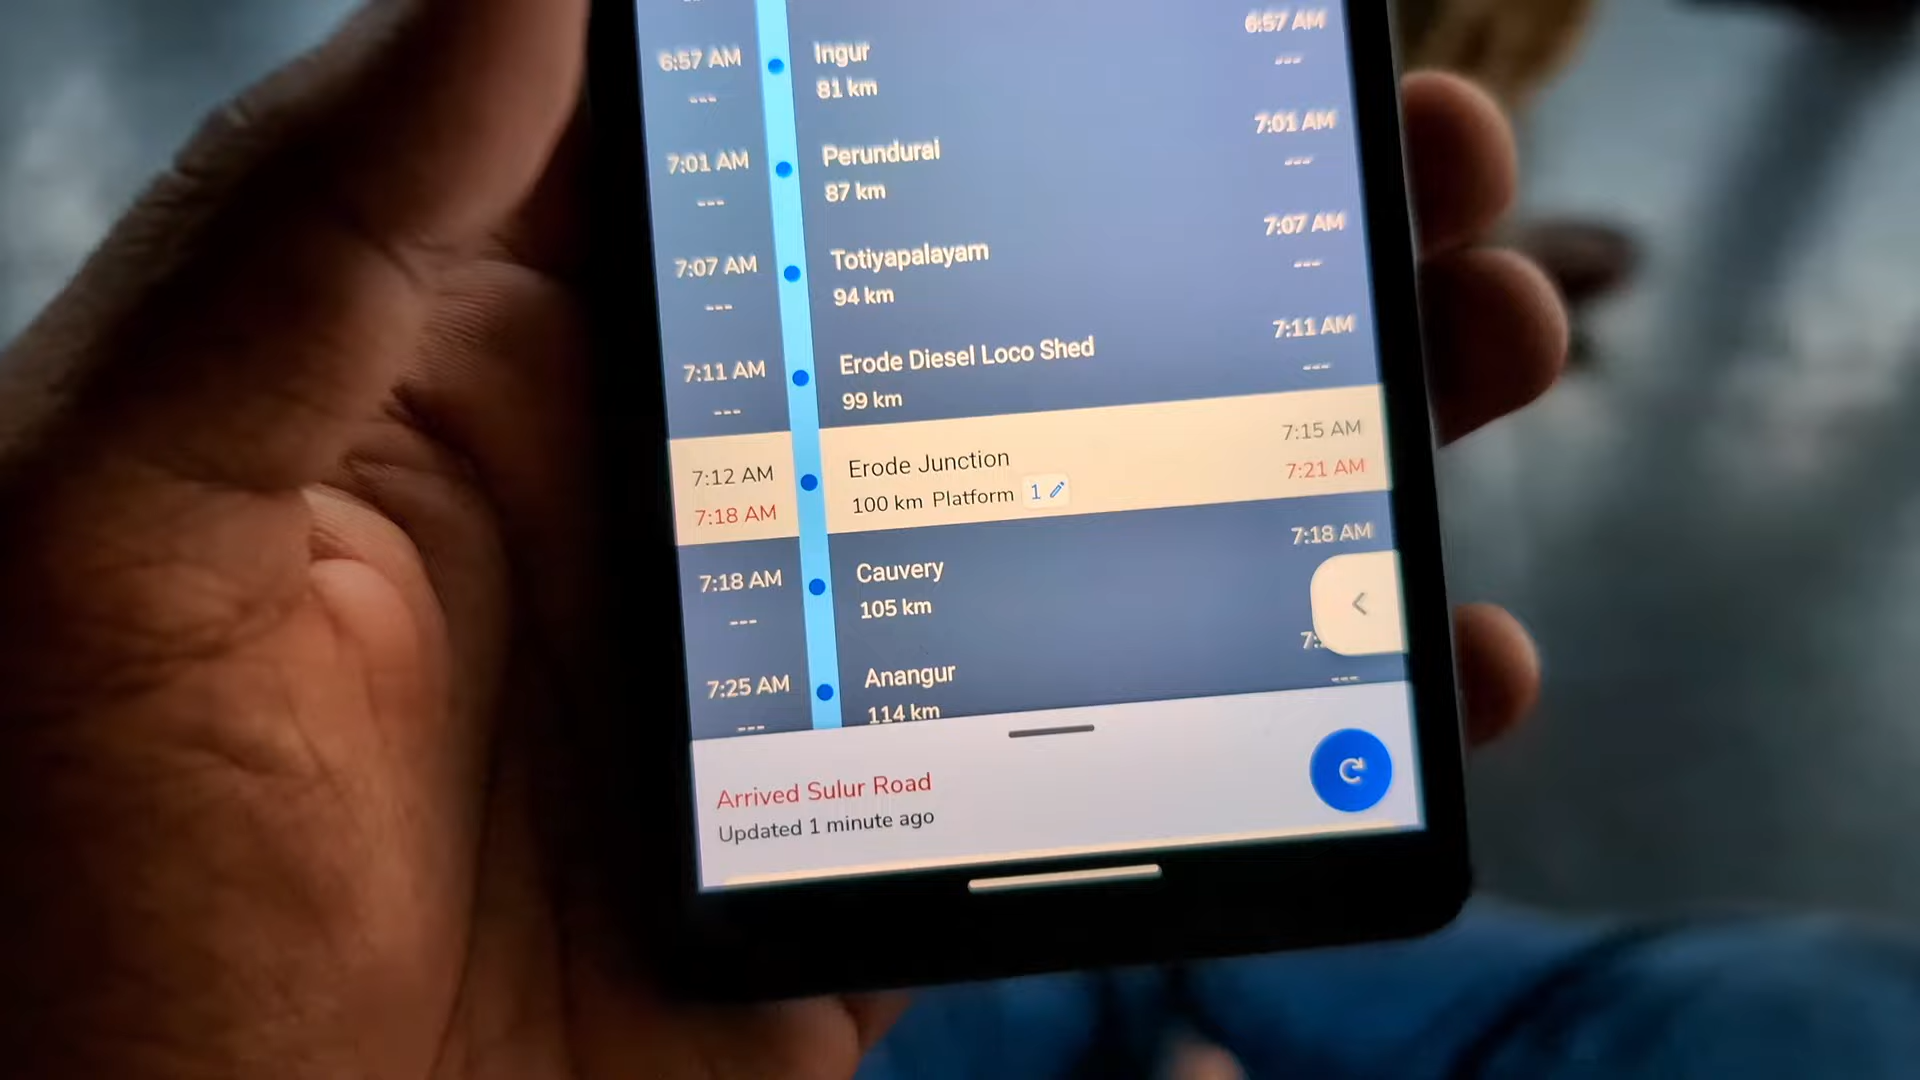 6:57 AM Ingur 6:57 AM
--- 81 km ---
7:01 AM Perundurai 7:01 AM
--- 87 km ---
7:07 AM Totiyapalayam 7:07 AM
--- 94 km ---
7:11 AM Erode Diesel Loco Shed 7:11 AM
--- 99 km ---
7:12 AM Erode Junction 7:15 AM
7:18 AM 100 km Platform 1 7:21 AM
7:18 AM Cauvery 7:18 AM
--- 105 km
7:25 AM Anangur 7:
--- 114 km ---
Arrived Sulur Road
Updated 1 minute ago